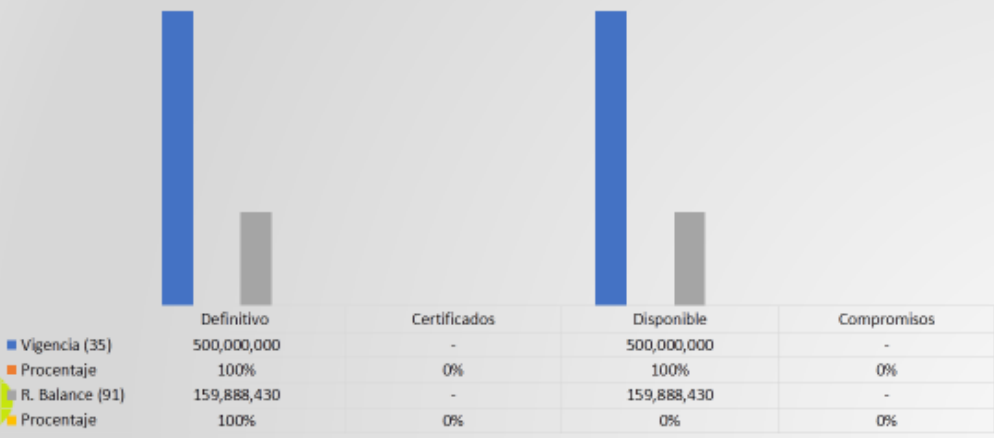 Definitivo Certificados Disponible Compromisos
Vigencia (35) 500,000,000 - 500,000,000 -
Procentaje 100% 0% 100% 0%
R. Balance (91) 159,888,430 - 159,888,430 -
Procentaje 100% 0% 0% 0%